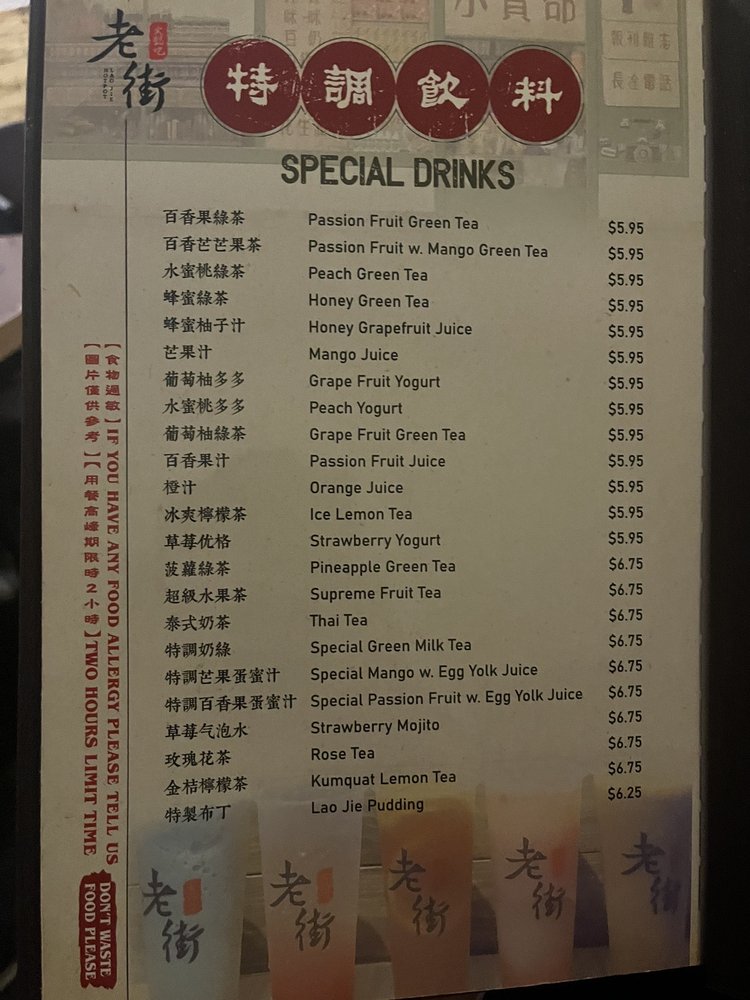 老街
火鍋吧
LAO JIE HOTPOT
特調飲料
SPECIAL DRINKS
百香果綠茶 Passion Fruit Green Tea $5.95
百香芒芒果茶 Passion Fruit w. Mango Green Tea $5.95
水蜜桃綠茶 Peach Green Tea $5.95
蜂蜜綠茶 Honey Green Tea $5.95
蜂蜜柚子汁 Honey Grapefruit Juice $5.95
芒果汁 Mango Juice $5.95
葡萄柚多多 Grape Fruit Yogurt $5.95
水蜜桃多多 Peach Yogurt $5.95
葡萄柚綠茶 Grape Fruit Green Tea $5.95
百香果汁 Passion Fruit Juice $5.95
橙汁 Orange Juice $5.95
冰爽檸檬茶 Ice Lemon Tea $5.95
草莓优格 Strawberry Yogurt $5.95
菠蘿綠茶 Pineapple Green Tea $6.75
超級水果茶 Supreme Fruit Tea $6.75
泰式奶茶 Thai Tea $6.75
特調奶綠 Special Green Milk Tea $6.75
特調芒果蛋蜜汁 Special Mango w. Egg Yolk Juice $6.75
特調百香果蛋蜜汁 Special Passion Fruit w. Egg Yolk Juice $6.75
草莓气泡水 Strawberry Mojito $6.75
玫瑰花茶 Rose Tea $6.75
金桔檸檬茶 Kumquat Lemon Tea $6.75
特製布丁 Lao Jie Pudding $6.25
【食物過敏】IF YOU HAVE ANY FOOD ALLERGY PLEASE TELL US
【圖片僅供參考】【用餐高峰期限時2小時】TWO HOURS LIMIT TIME
DON'T WASTE
FOOD PLEASE
小賣部
長途電話
老街
老街
老街
老街
老街